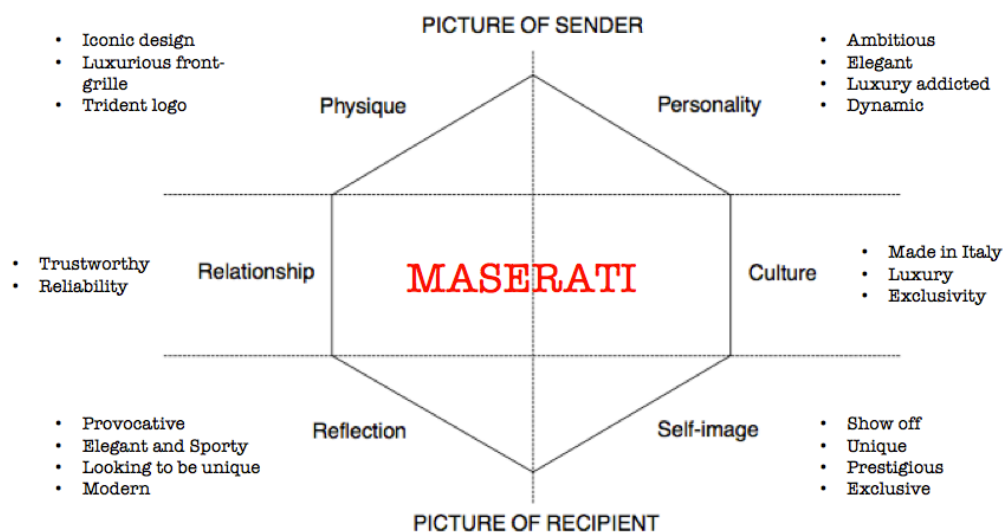 PICTURE OF SENDER
• Iconic design
• Luxurious front-
grille
• Trident logo
Physique
Personality
• Ambitious
• Elegant
• Luxury addicted
• Dynamic
• Trustworthy
• Reliability
Relationship
MASERATI
Culture
• Made in Italy
• Luxury
• Exclusivity
• Provocative
• Elegant and Sporty
• Looking to be unique
• Modern
Reflection
Self-image
• Show off
• Unique
• Prestigious
• Exclusive
PICTURE OF RECIPIENT